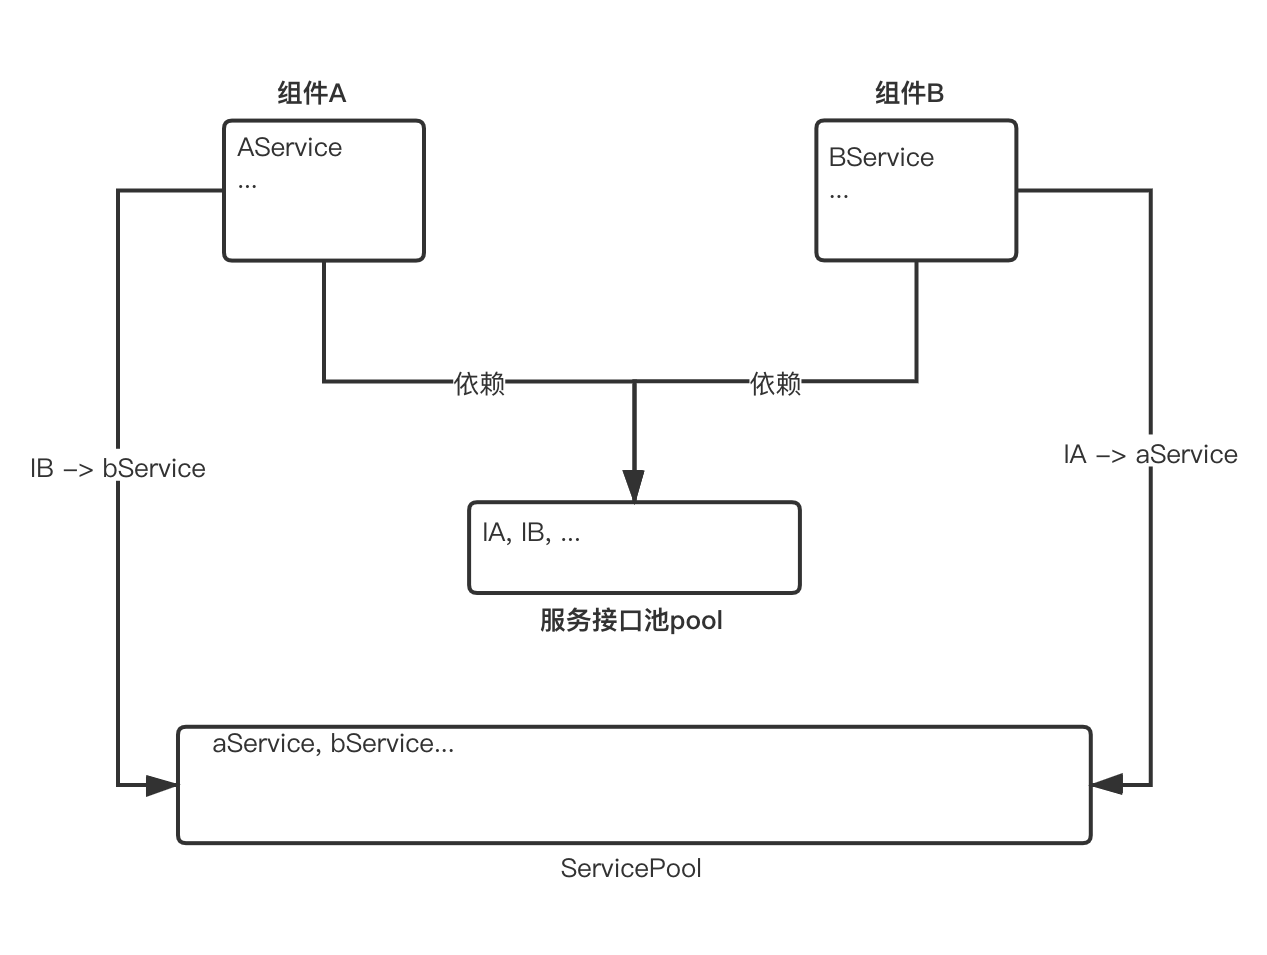 组件A
组件B
AService
...
BService
...
依赖
依赖
IB -> bService
IA -> aService
IA, IB, ...
服务接口池pool
aService, bService...
ServicePool